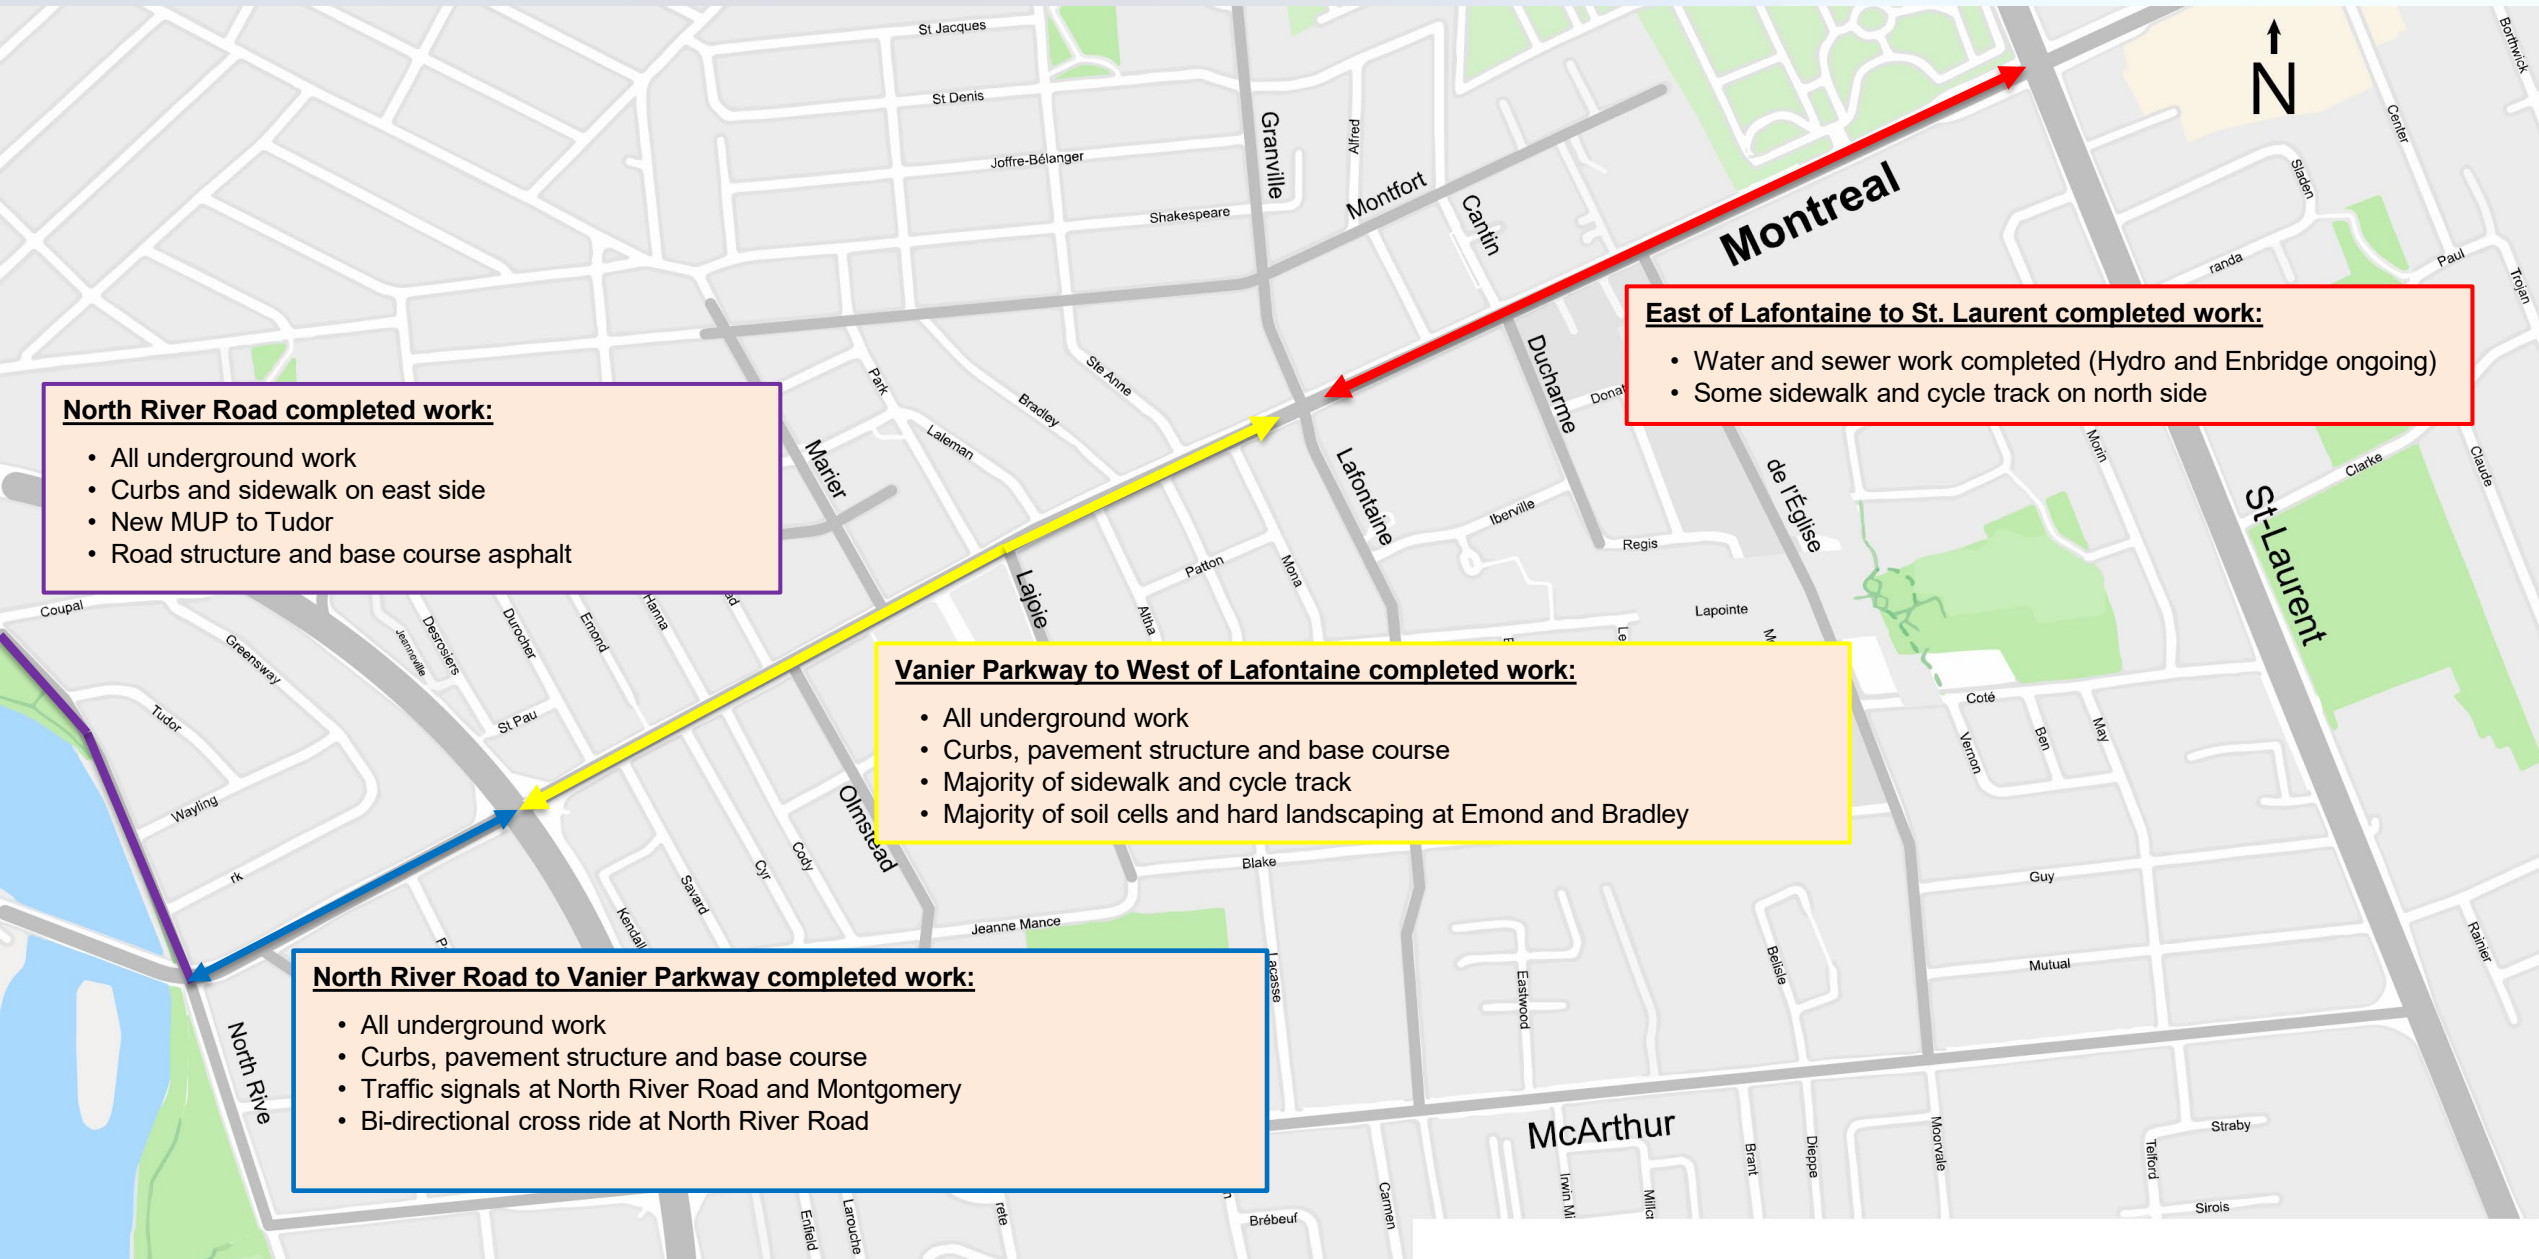 St Jacques
Borthwick
N
St Denis
Granville
Alfred
Center
Joffre-Bélanger
Sladen
Montfort
Montreal
Shakespeare
Cantin
Paul
Trojan
East of Lafontaine to St. Laurent completed work:
• Water and sewer work completed (Hydro and Enbridge ongoing)
• Some sidewalk and cycle track on north side
Ducharme
Ste Anne
Park
Bradley
North River Road completed work:
• All underground work
• Curbs and sidewalk on east side
• New MUP to Tudor
• Road structure and base course asphalt
Laleman
Marier
Lafontaine
de l'Église
Morin
Clarke
Claude
St-Laurent
Iberville
Regis
Patton
Mona
Lajoie
Altha
Lapointe
Coupal
Greensway
Jeanneville
Desrosiers
Durocher
Emond
Hanna
Tudor
St Pau
Wayling
rk
Vanier Parkway to West of Lafontaine completed work:
• All underground work
• Curbs, pavement structure and base course
• Majority of sidewalk and cycle track
• Majority of soil cells and hard landscaping at Emond and Bradley
Coté
Vernon
Ben
May
Olmstead
Cody
Cyr
Savard
Kendall
Blake
Guy
Jeanne Mance
Lacasse
Eastwood
Belisle
Mutual
Rainier
North River Road to Vanier Parkway completed work:
• All underground work
• Curbs, pavement structure and base course
• Traffic signals at North River Road and Montgomery
• Bi-directional cross ride at North River Road
North Rive
McArthur
Straby
Brant
Dieppe
Moorvale
Telford
Sirois
Irwin Mi
Carmen
Brébeuf
rete
Enfield
Larouche